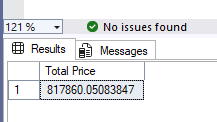 121 % No issues found
Results Messages
Total Price
1 817860.05083847